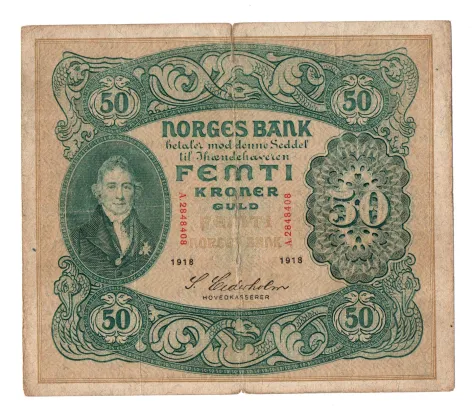 50 50
NORGES BANK
betaler mod denne Seddel
til Ihændehaveren
FEMTI
KRONER
GULD
A.2848408
A.2848408
50
1918 1918
S. Cederholm
HOVEDKASSERER
50 50